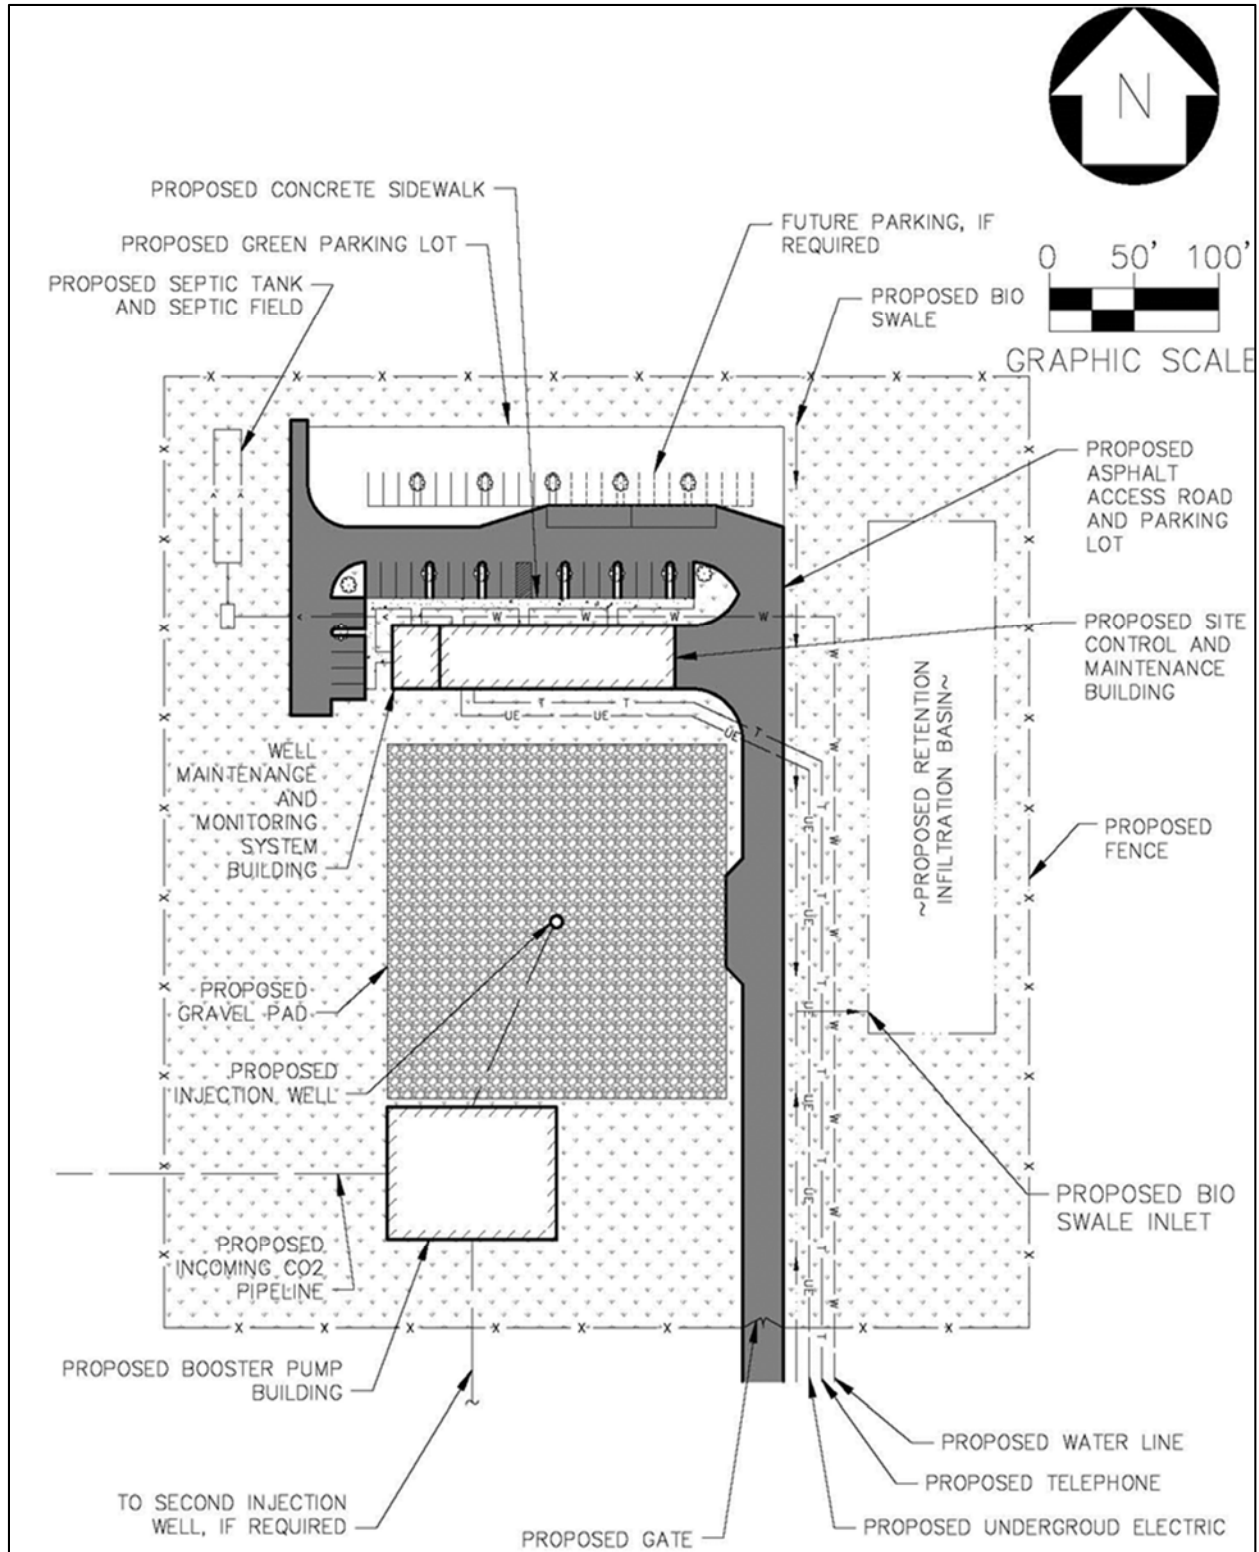 N
PROPOSED CONCRETE SIDEWALK
PROPOSED GREEN PARKING LOT
PROPOSED SEPTIC TANK
AND SEPTIC FIELD
FUTURE PARKING, IF
REQUIRED
PROPOSED BIO
SWALE
0 50' 100'
GRAPHIC SCALE
PROPOSED
ASPHALT
ACCESS ROAD
AND PARKING
LOT
PROPOSED SITE
CONTROL AND
MAINTENANCE
BUILDING
~PROPOSED RETENTION
INFILTRATION BASIN~
WELL
MAINTENANCE
AND
MONITORING
SYSTEM
BUILDING
PROPOSED
FENCE
PROPOSED
GRAVEL PAD
PROPOSED
INJECTION WELL
PROPOSED BIO
SWALE INLET
PROPOSED
INCOMING CO2
PIPELINE
PROPOSED BOOSTER PUMP
BUILDING
TO SECOND INJECTION
WELL, IF REQUIRED
PROPOSED GATE
PROPOSED WATER LINE
PROPOSED TELEPHONE
PROPOSED UNDERGROUD ELECTRIC
W W W W
T T
UE UE
UE T
UE T W